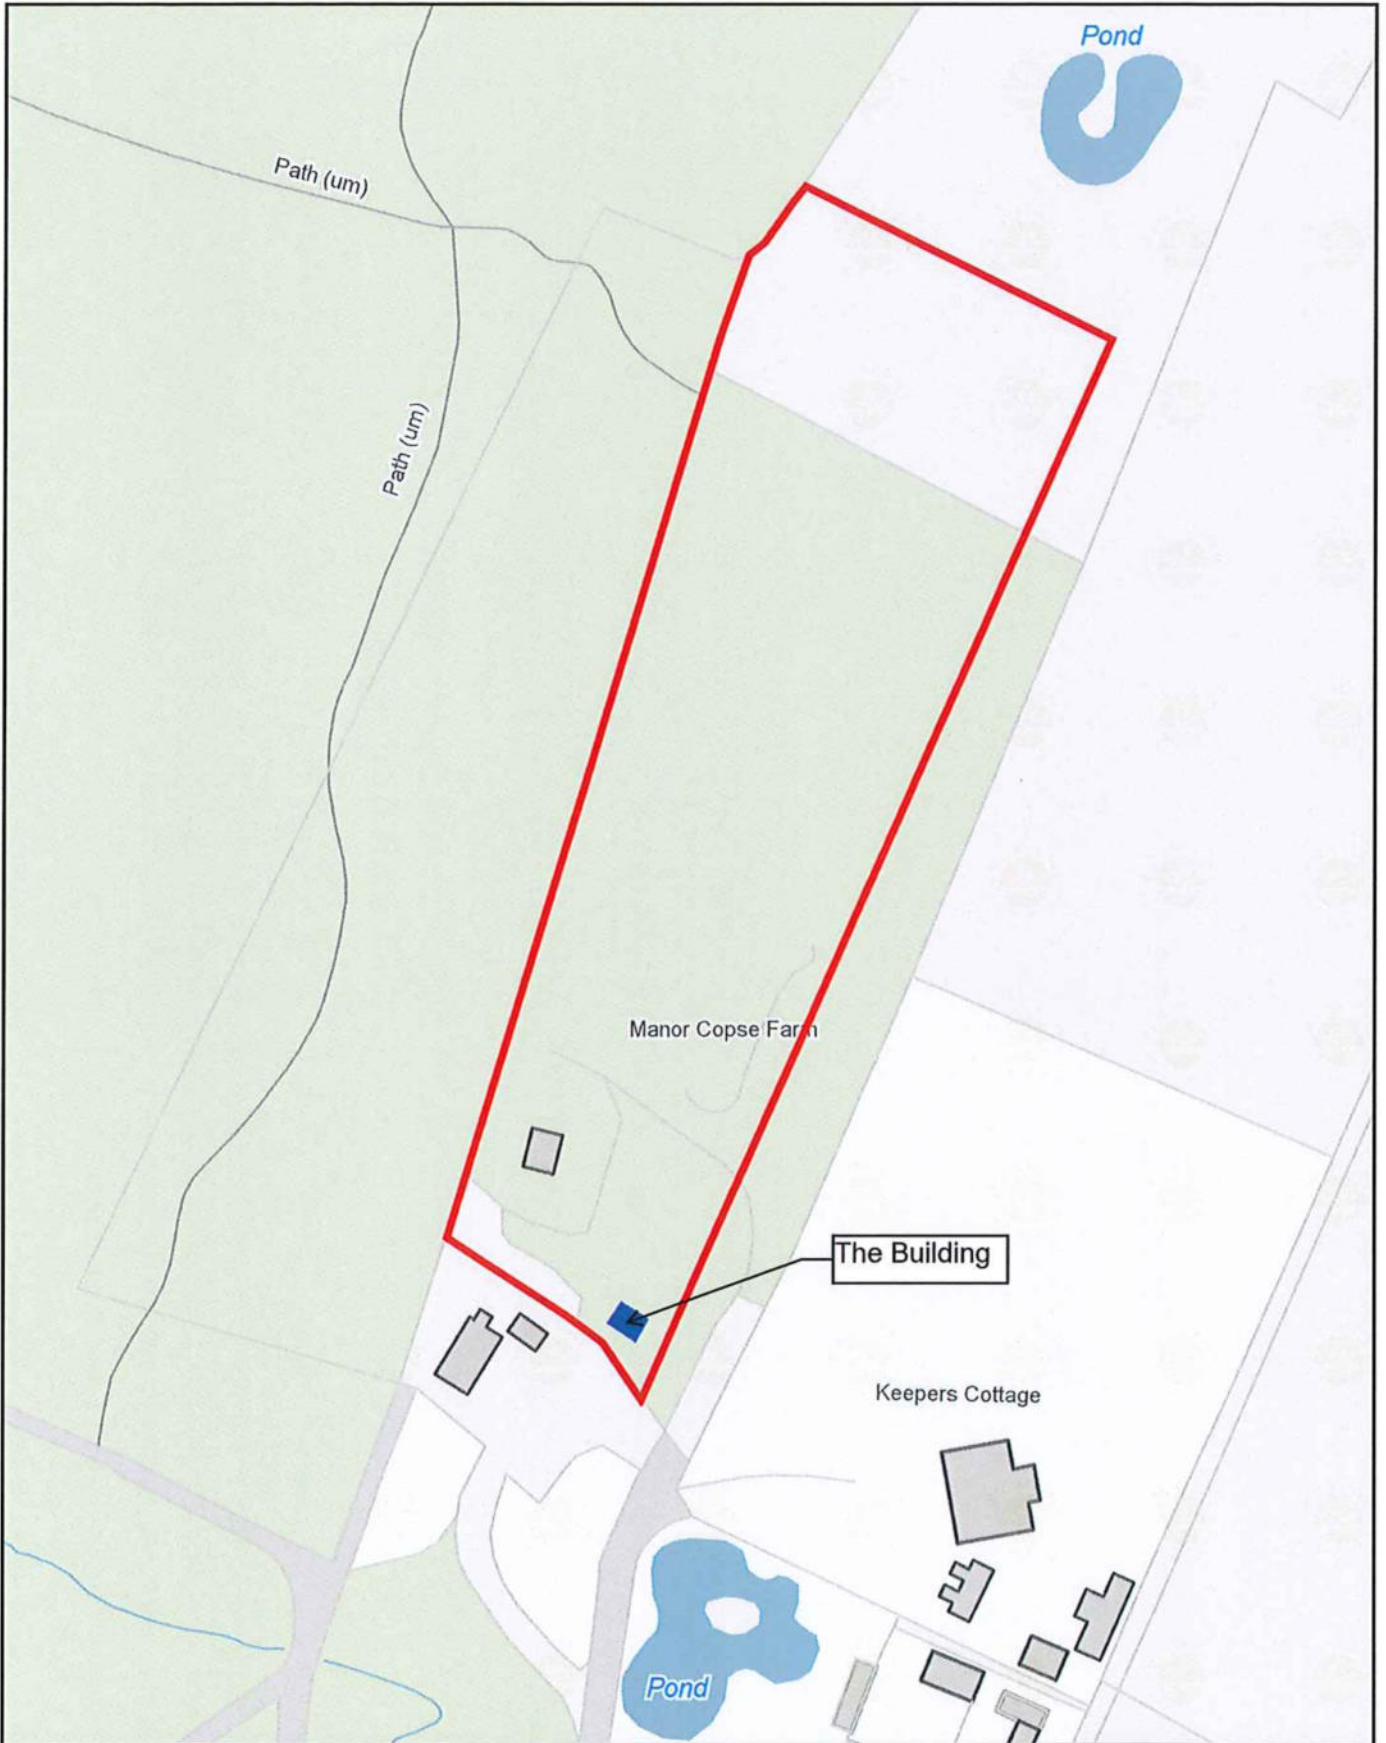 Pond
Path (um)
Path (um)
Manor Copse Farm
The Building
Keepers Cottage
Pond